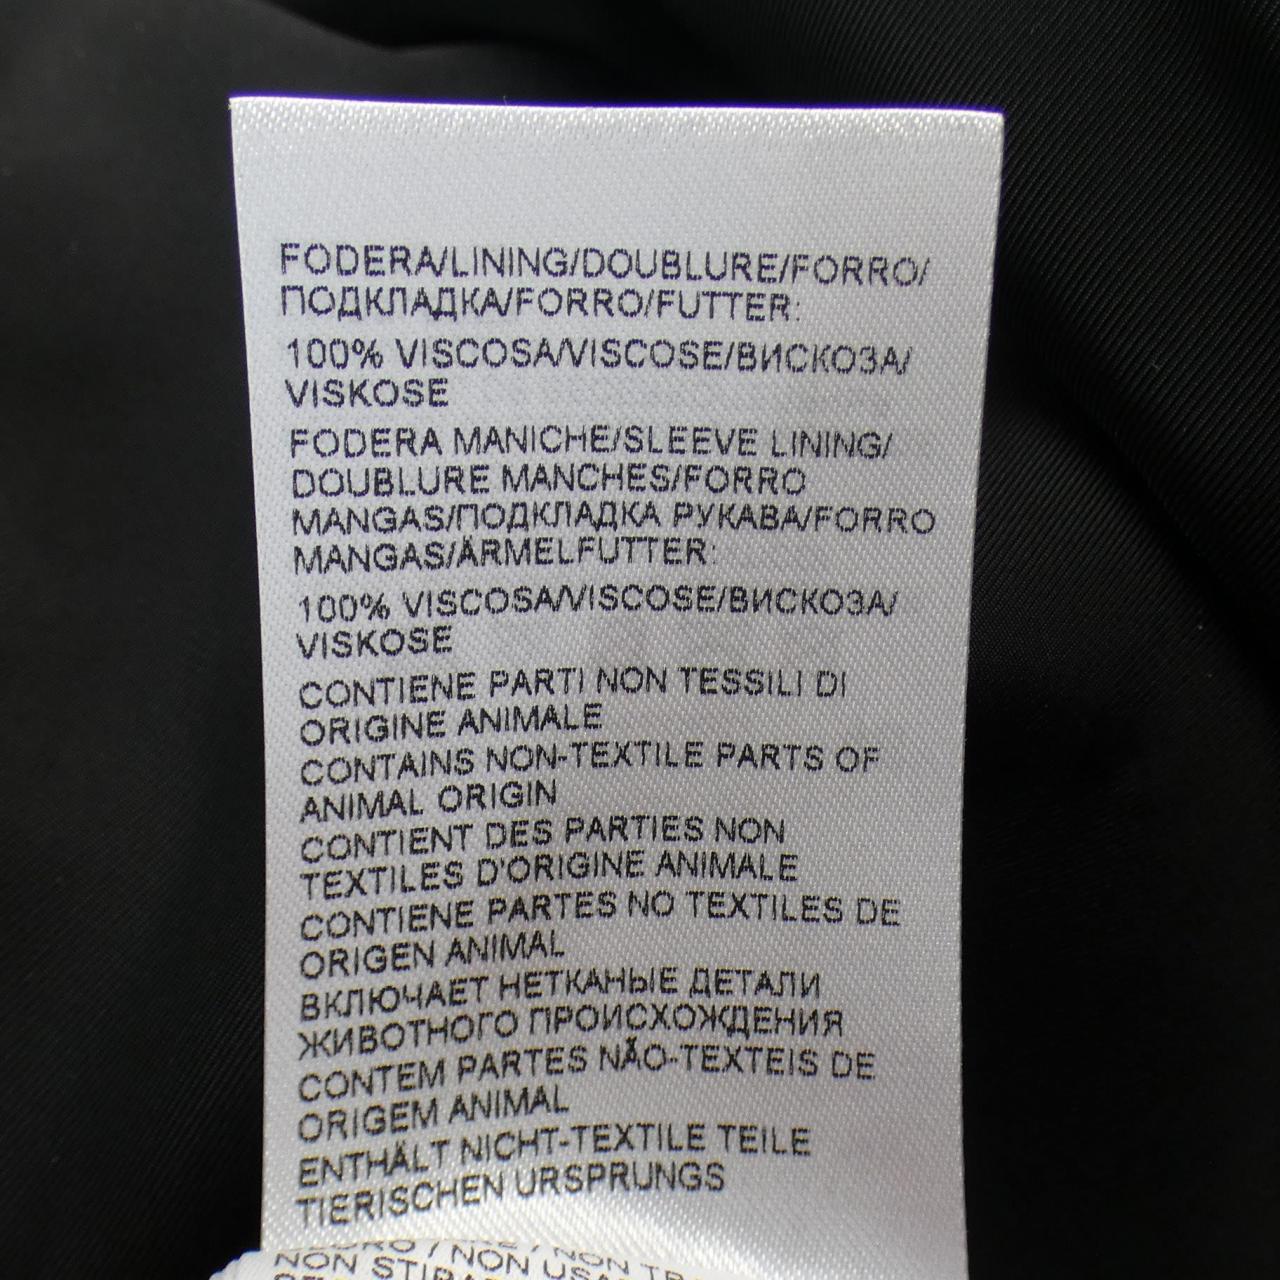 FODERA/LINING/DOUBLURE/FORRO/
ПОДКЛАДКА/FORRO/FUTTER:
100% VISCOSA/VISCOSE/ВИСКОЗА/
VISKOSE
FODERA MANICHE/SLEEVE LINING/
DOUBLURE MANCHES/FORRO
MANGAS/ПОДКЛАДКА РУКАВА/FORRO
MANGAS/ÄRMELFUTTER:
100% VISCOSA/VISCOSE/ВИСКОЗА/
VISKOSE
CONTIENE PARTI NON TESSILI DI
ORIGINE ANIMALE
CONTAINS NON-TEXTILE PARTS OF
ANIMAL ORIGIN
CONTIENT DES PARTIES NON
TEXTILES D'ORIGINE ANIMALE
CONTIENE PARTES NO TEXTILES DE
ORIGEN ANIMAL
ВКЛЮЧАЕТ НЕТКАНЫЕ ДЕТАЛИ
ЖИВОТНОГО ПРОИСХОЖДЕНИЯ
CONTEM PARTES NÃO-TEXTEIS DE
ORIGEM ANIMAL
ENTHÄLT NICHT-TEXTILE TEILE
TIERISCHEN URSPRUNGS
NON
NON